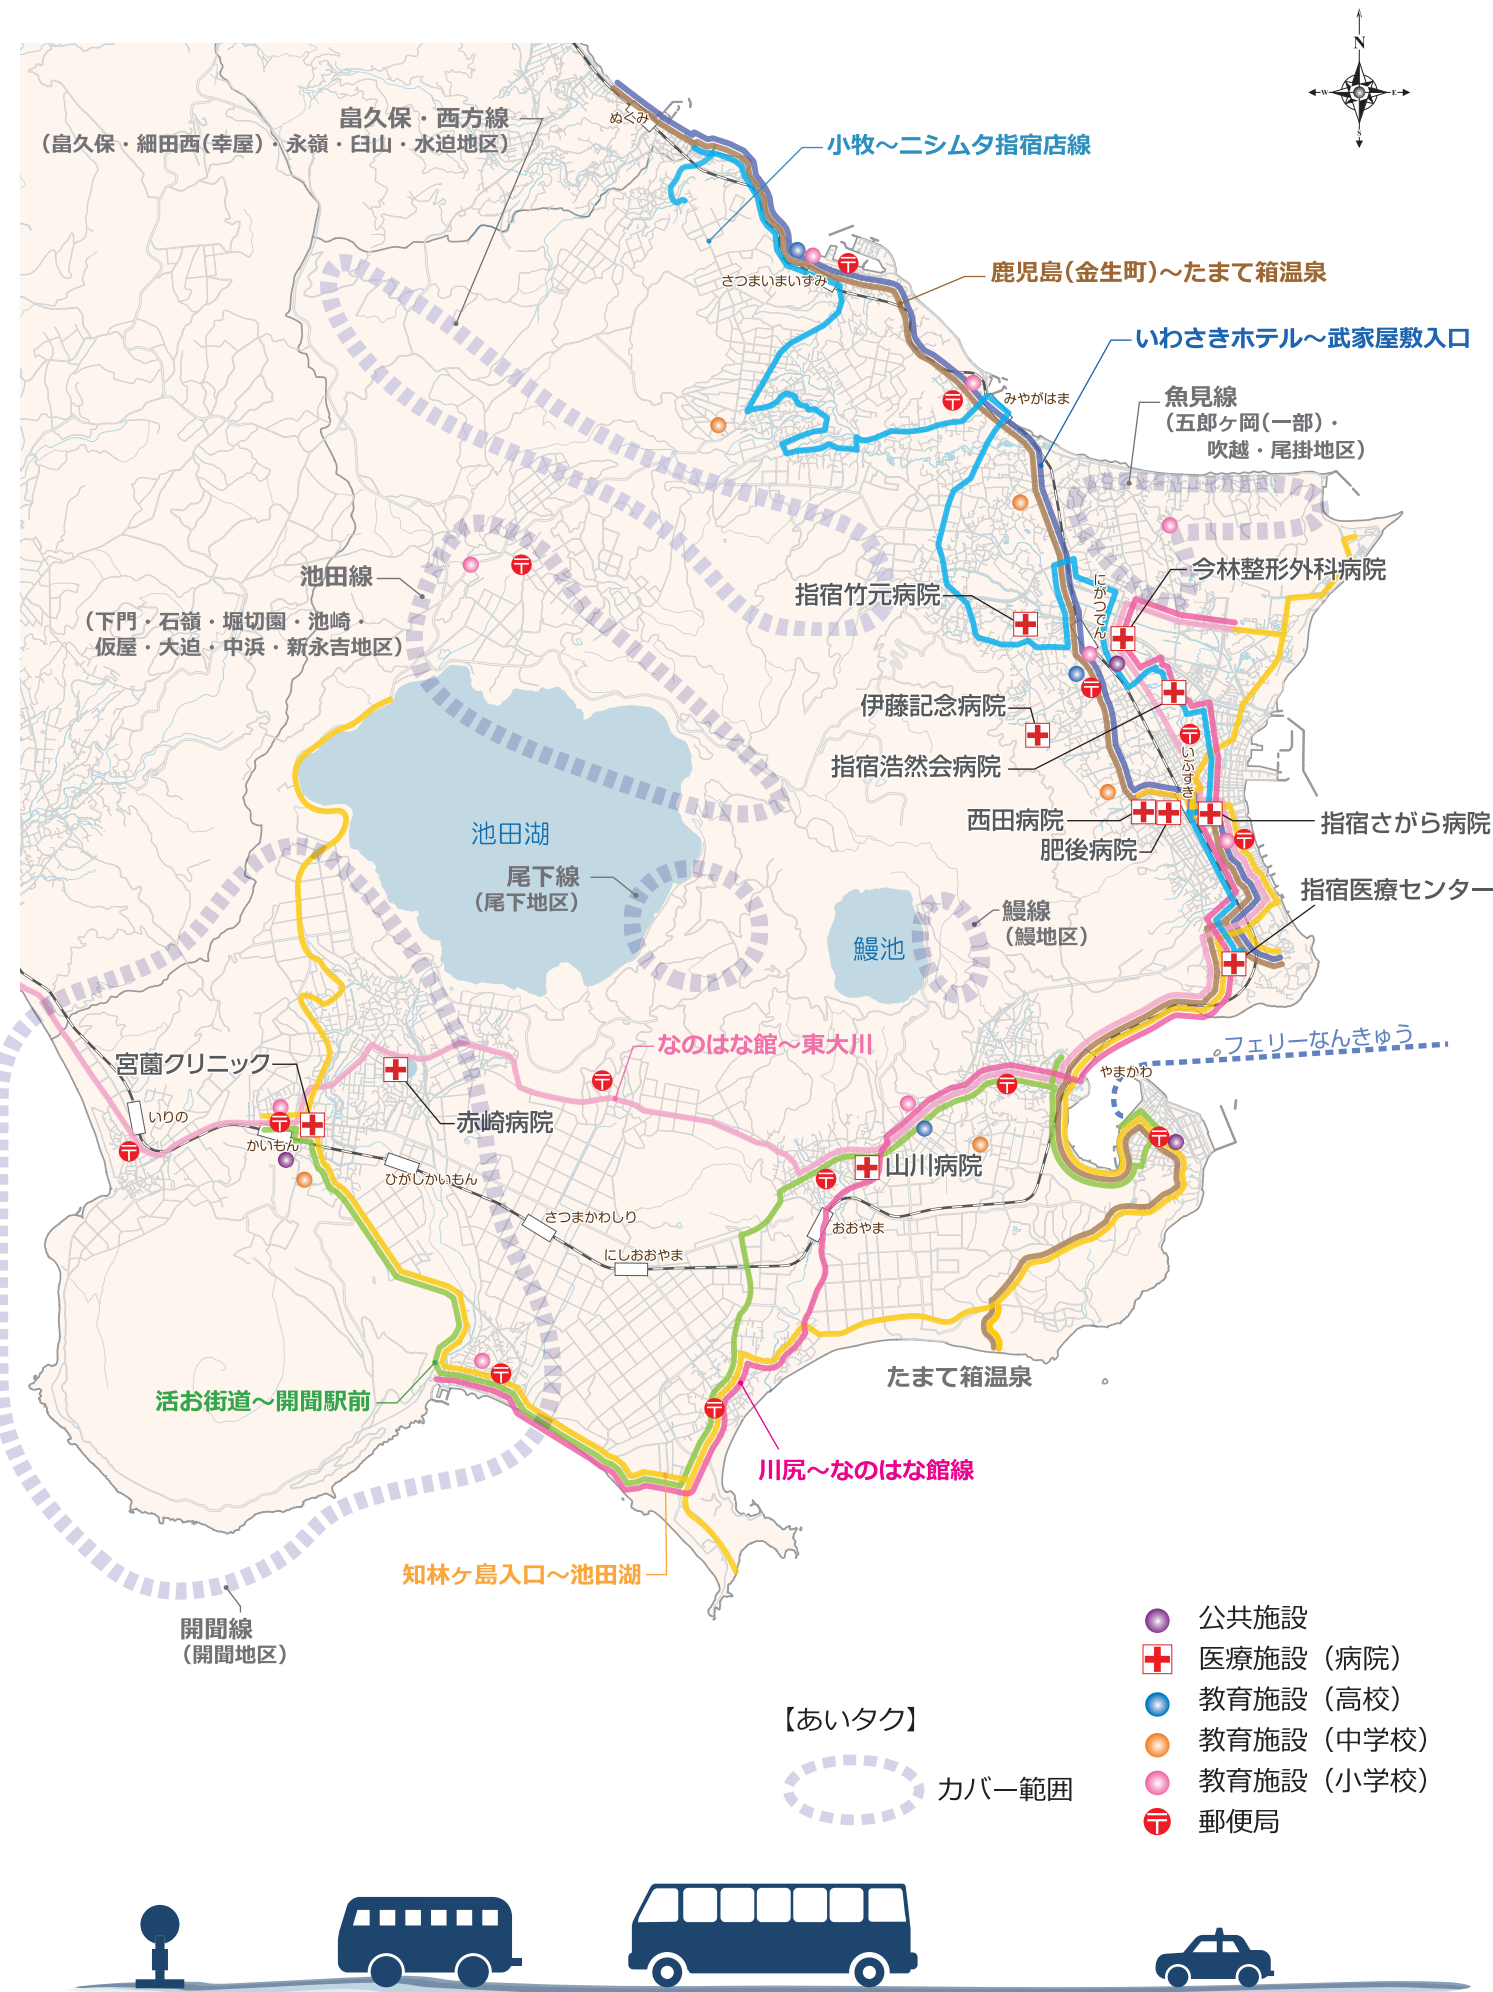 N
W
E
S
畠久保・西方線
（畠久保・細田西（幸屋）・永嶺・臼山・水迫地区）
ぬくみ
小牧～ニシムタ指宿店線
鹿児島（金生町）～たまて箱温泉
さつまいまいずみ
いわさきホテル～武家屋敷入口
みやがはま
魚見線
（五郎ヶ岡（一部）・
吹越・尾掛地区）
池田線
（下門・石嶺・堀切園・池崎・
仮屋・大迫・中浜・新永吉地区）
今林整形外科病院
にがつでん
指宿竹元病院
伊藤記念病院
指宿浩然会病院
いぶすき
西田病院
肥後病院
指宿さがら病院
指宿医療センター
池田湖
尾下線
（尾下地区）
鰻線
（鰻地区）
鰻池
フェリーなんきゅう
なのはな館～東大川
やまかわ
宮薗クリニック
いりの
かいもん
赤崎病院
山川病院
ひがしかいもん
さつまかわしり
にしおおやま
おおやま
たまて箱温泉
活お街道～開聞駅前
川尻～なのはな館線
知林ヶ島入口～池田湖
開聞線
（開聞地区）
【あいタク】
カバー範囲
公共施設
医療施設（病院）
教育施設（高校）
教育施設（中学校）
教育施設（小学校）
郵便局